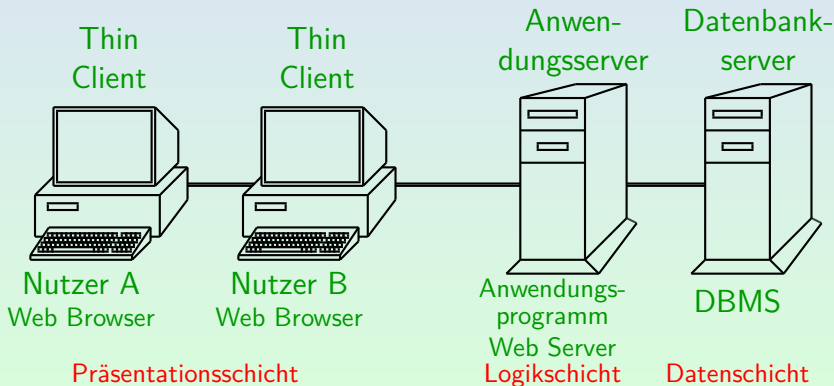 Thin
Client
Thin
Client
Anwen-
dungsserver
Datenbank-
server
Nutzer A
Web Browser
Nutzer B
Web Browser
Anwendungs-
programm
Web Server
DBMS
Präsentationsschicht
Logikschicht
Datenschicht